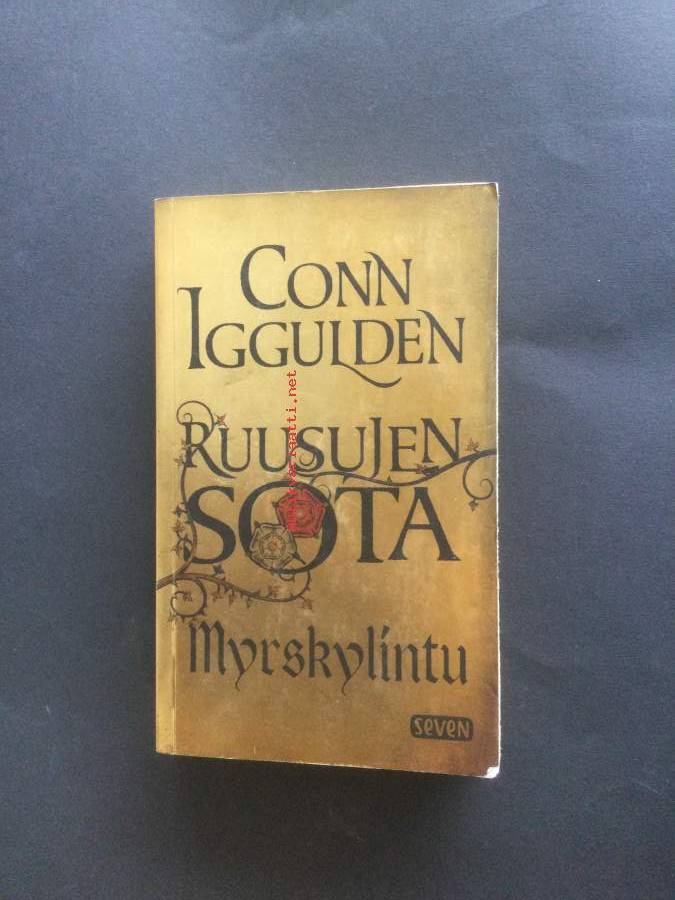 CONN
IGGULDEN
RUUSUJEN
SOTA
Myrskylintu
SEVEN